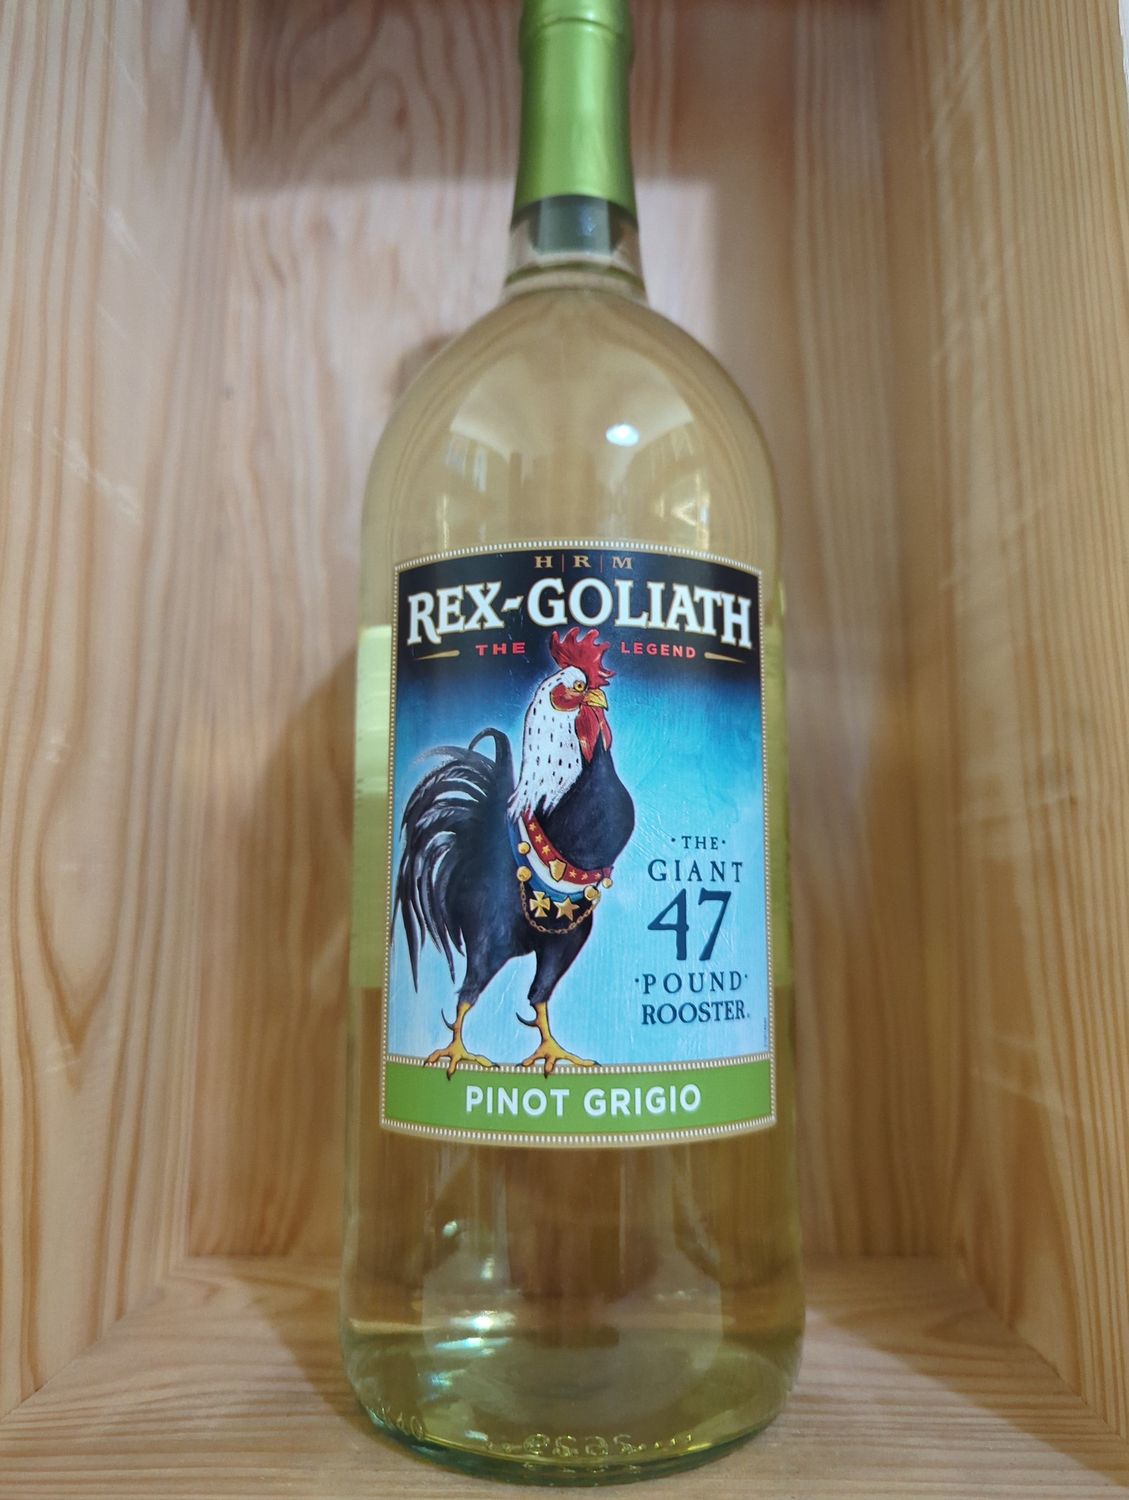 H|R|M
REX-GOLIATH
THE LEGEND
·THE·
GIANT
47
·POUND·
ROOSTER.
PINOT GRIGIO